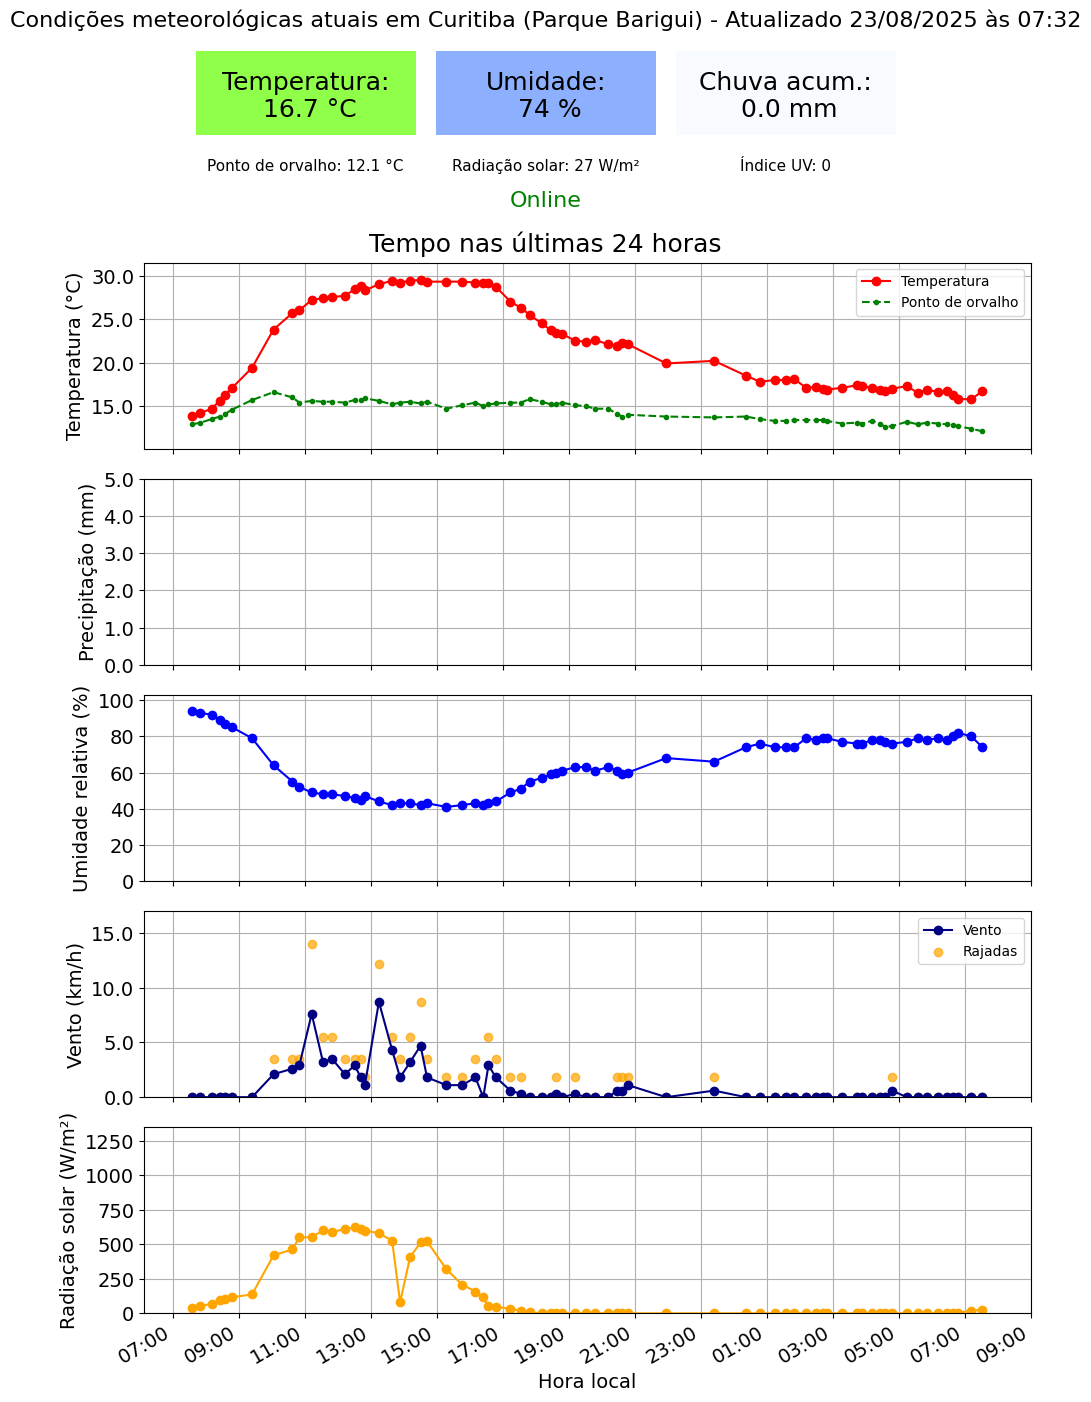 Condições meteorológicas atuais em Curitiba (Parque Barigui) - Atualizado 23/08/2025 às 07:32
Temperatura:
16.7 °C
Umidade:
74 %
Chuva acum.:
0.0 mm
Ponto de orvalho: 12.1 °C
Radiação solar: 27 W/m²
Índice UV: 0
Online
Tempo nas últimas 24 horas
Temperatura (°C)
30.0
25.0
20.0
15.0
Temperatura
Ponto de orvalho
Precipitação (mm)
5.0
4.0
3.0
2.0
1.0
0.0
Umidade relativa (%)
100
80
60
40
20
0
Vento (km/h)
15.0
10.0
5.0
0.0
Vento
Rajadas
Radiação solar (W/m²)
1250
1000
750
500
250
0
07:00
09:00
11:00
13:00
15:00
17:00
19:00
21:00
23:00
01:00
03:00
05:00
07:00
09:00
Hora local